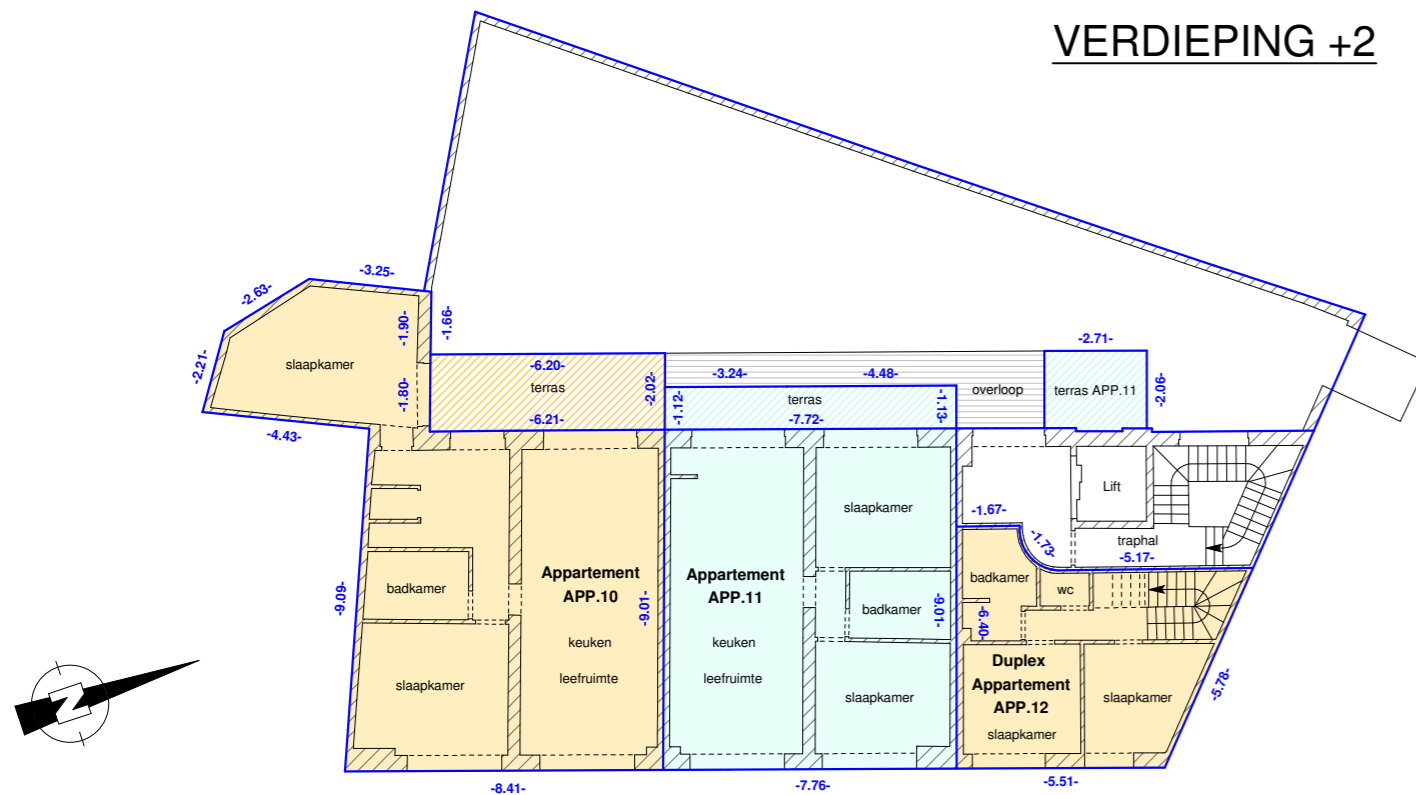 VERDIEPING +2
-3.25-
-2.63-
-1.90-
-1.66-
-2.21-
slaapkamer
-1.80-
-4.43-
-6.20-
terras
-6.21-
-2.02-
-3.24-
-4.48-
-1.12-
terras
-7.72-
-1.13-
overloop
-2.71-
terras APP.11
-2.06-
Lift
traphal
-5.17-
-1.67-
-1.73-
badkamer
slaapkamer
-9.09-
Appartement
APP.10
keuken
leefruimte
-9.01-
Appartement
APP.11
keuken
leefruimte
slaapkamer
badkamer
-9.01-
slaapkamer
badkamer
wc
-6.40-
Duplex
Appartement
APP.12
slaapkamer
slaapkamer
-5.78-
-8.41-
-7.76-
-5.51-
N